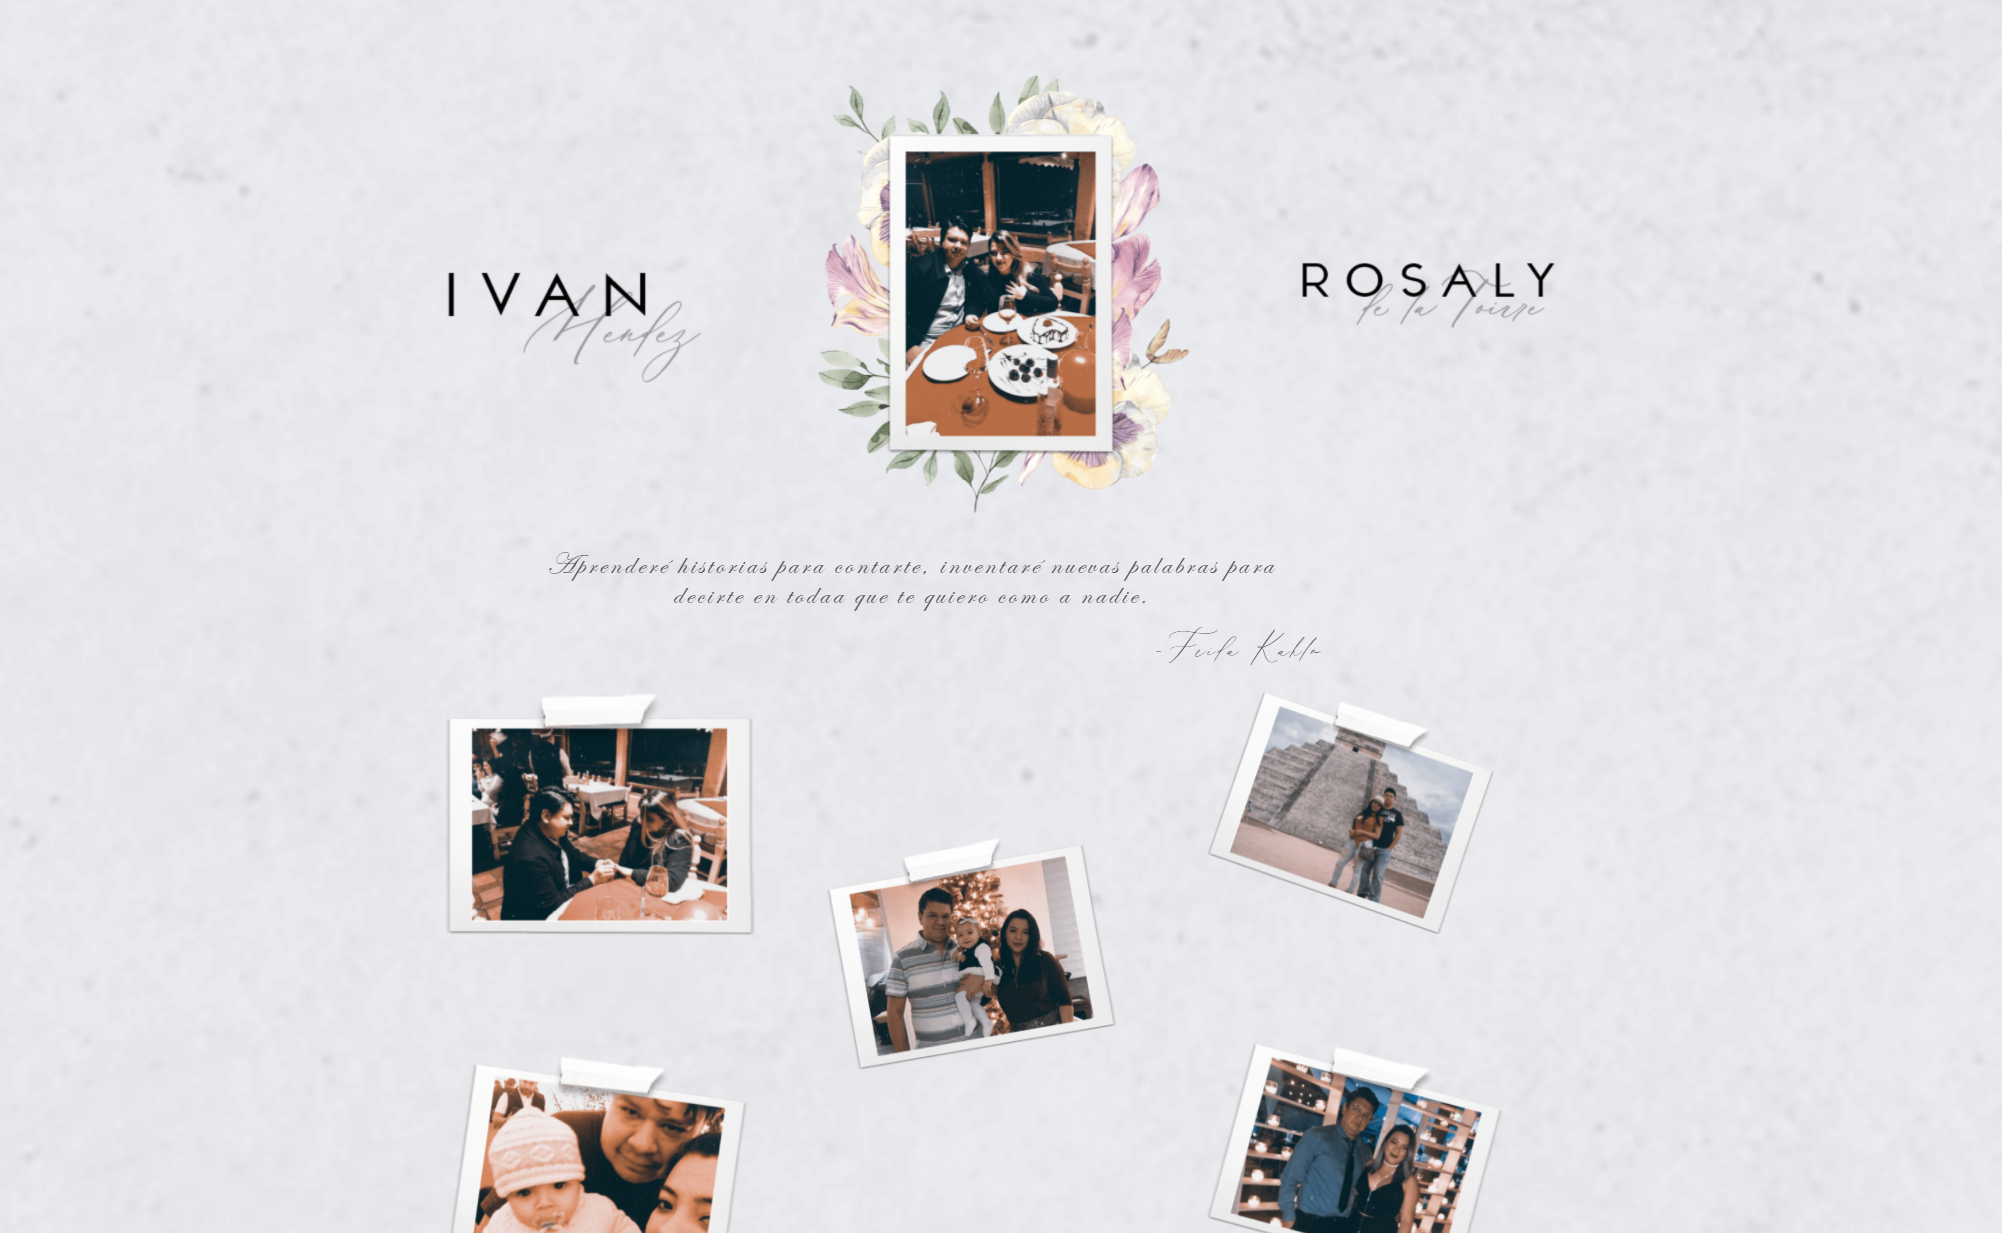 IVAN
Mendez
ROSALY
de la Torre
Aprenderé historias para contarte, inventaré nuevas palabras para
decirte en todaa que te quiero como a nadie.
-Frida Kahlo